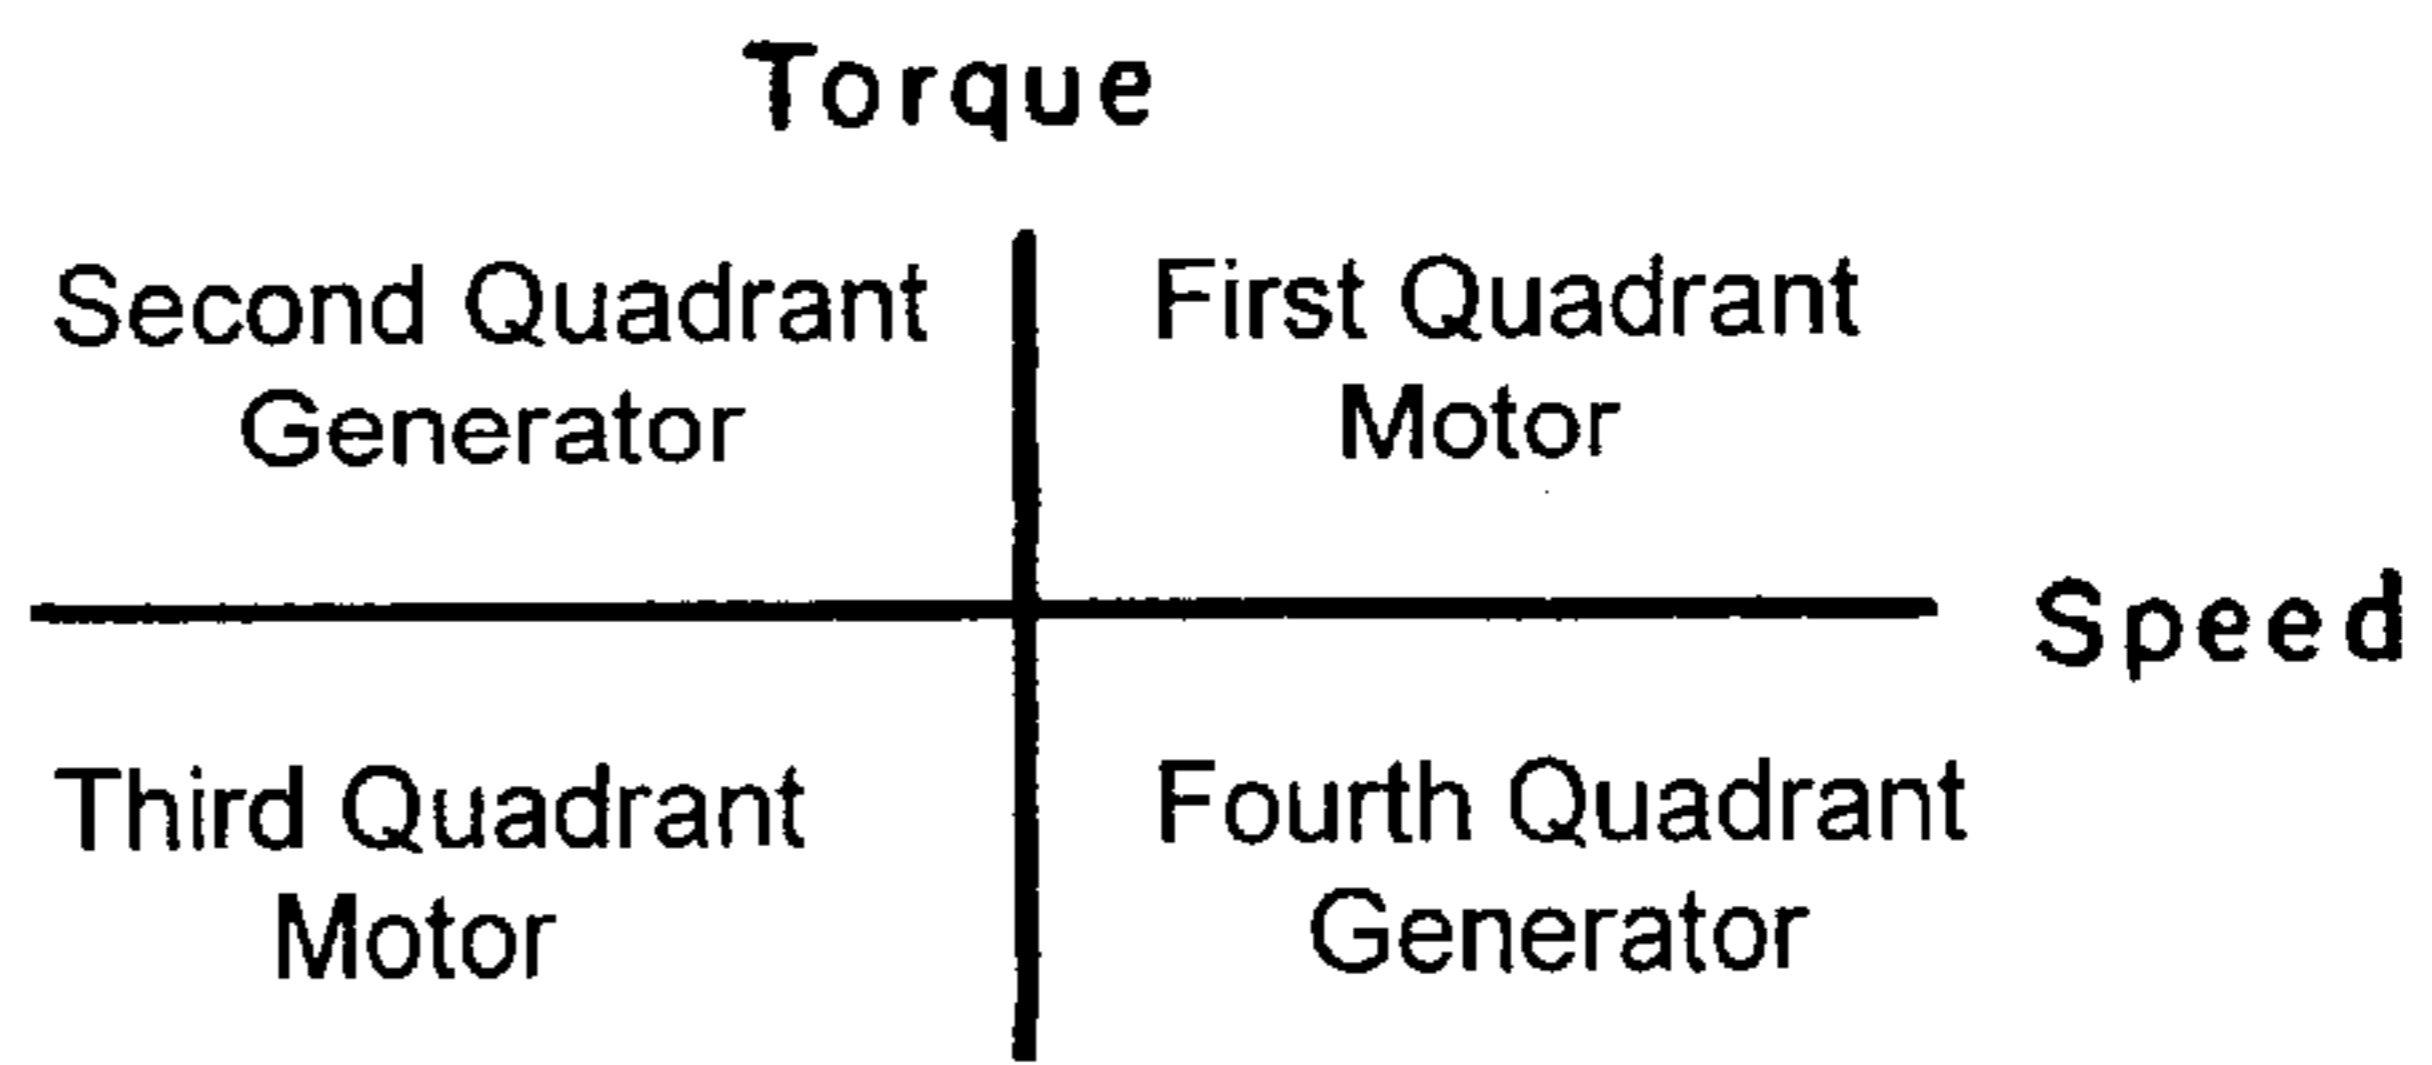 Torque
Second Quadrant
Generator
First Quadrant
Motor
Speed
Third Quadrant
Motor
Fourth Quadrant
Generator